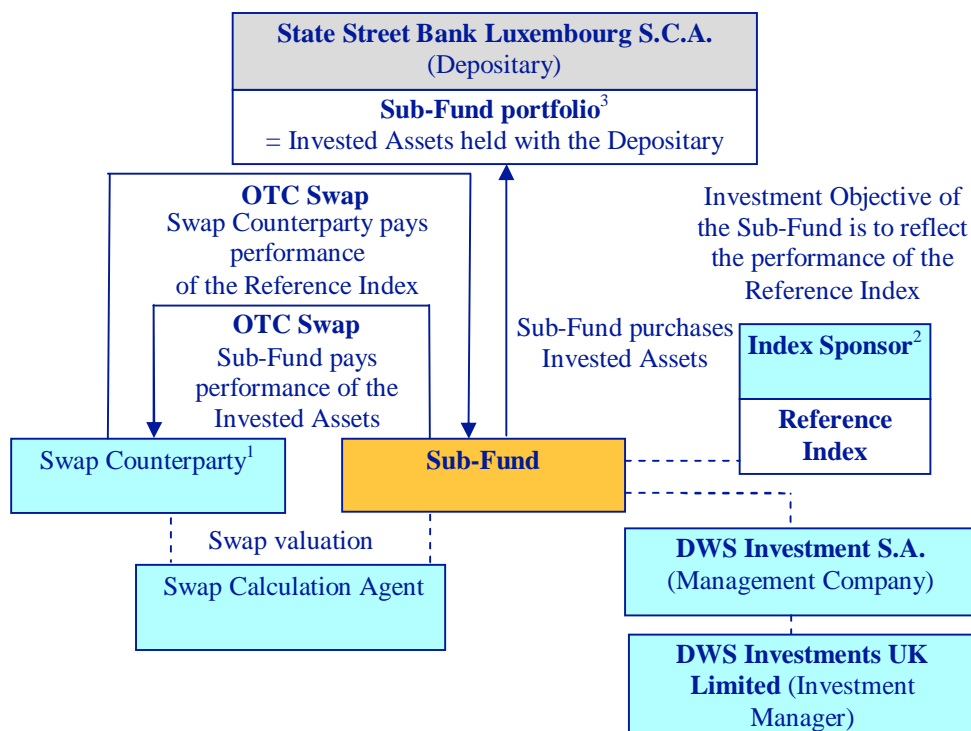 State Street Bank Luxembourg S.C.A.
(Depositary)
Sub-Fund portfolio3
= Invested Assets held with the Depositary
OTC Swap
Swap Counterparty pays
performance
of the Reference Index
OTC Swap
Sub-Fund pays
performance of the
Invested Assets
Sub-Fund purchases
Invested Assets
Investment Objective of
the Sub-Fund is to reflect
the performance of the
Reference Index
Index Sponsor2
Reference
Index
Swap Counterparty1
Sub-Fund
Swap valuation
Swap Calculation Agent
DWS Investment S.A.
(Management Company)
DWS Investments UK
Limited (Investment
Manager)